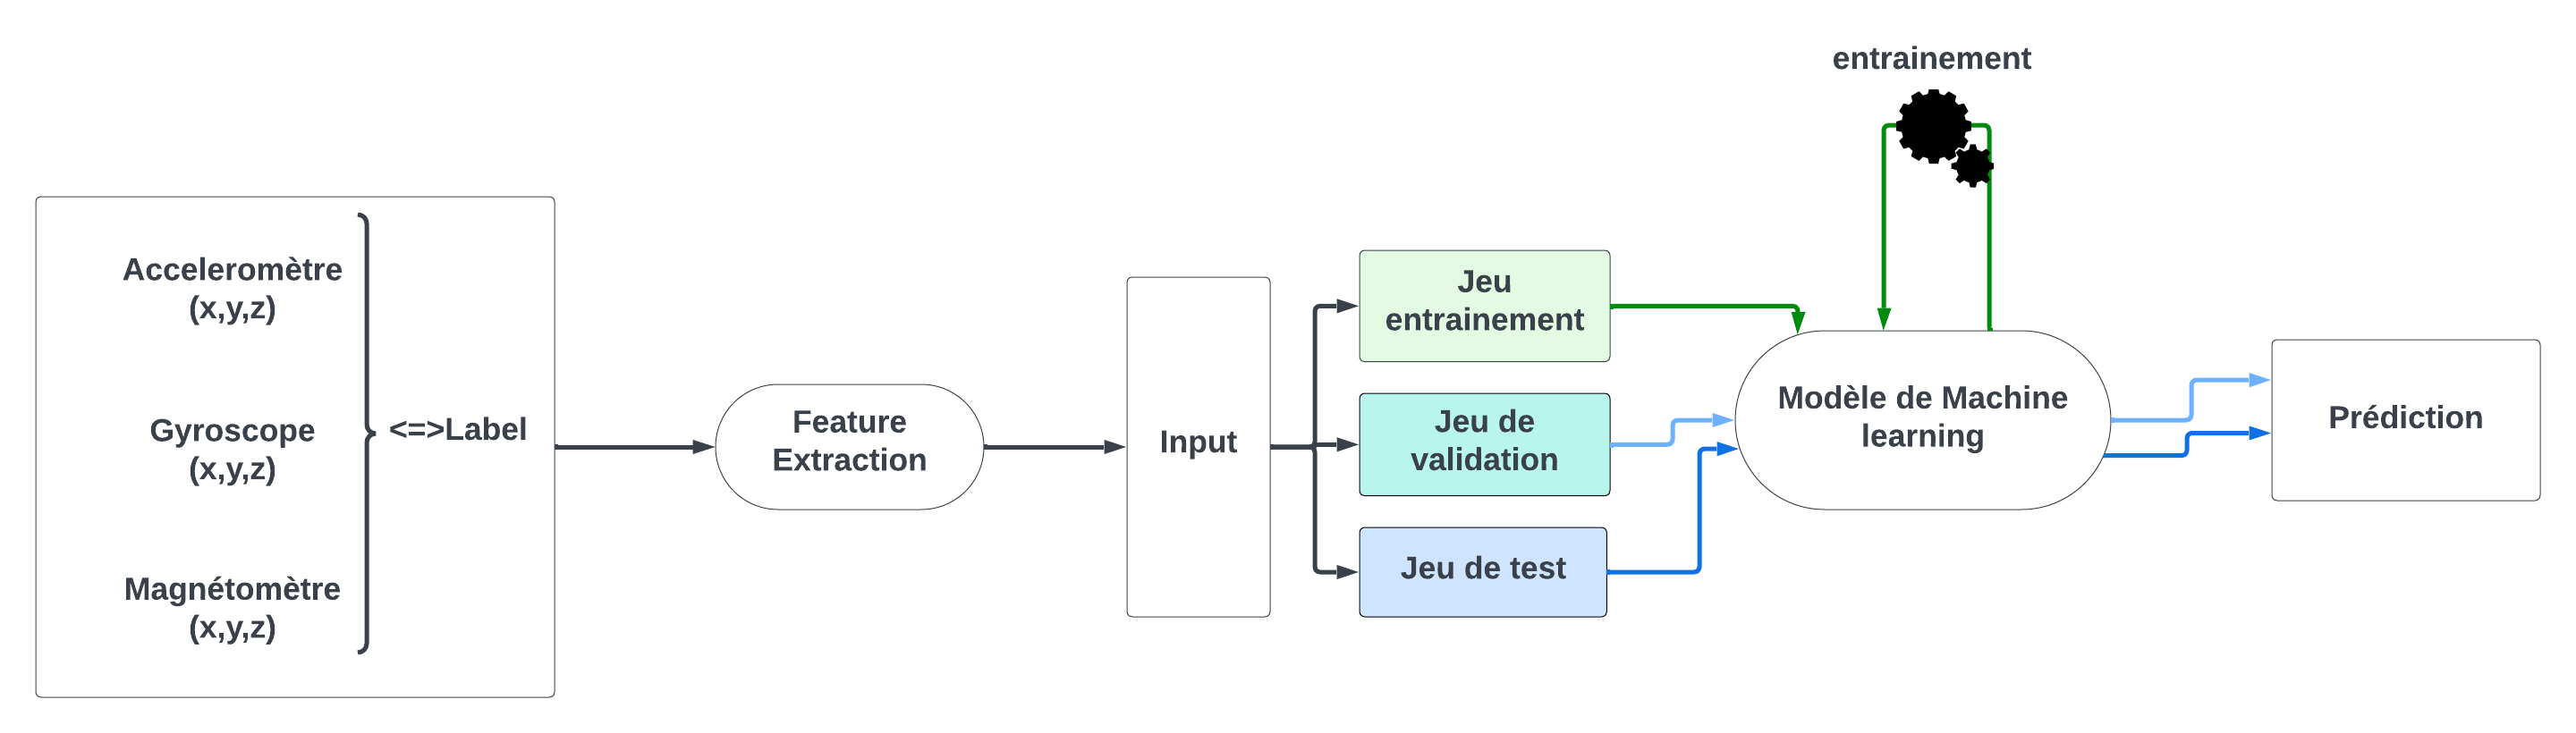 entrainement
Acceleromètre
(x,y,z)
Gyroscope
(x,y,z)
<=>Label
Magnétomètre
(x,y,z)
Feature
Extraction
Input
Jeu
entrainement
Jeu de
validation
Jeu de test
Modèle de Machine
learning
Prédiction